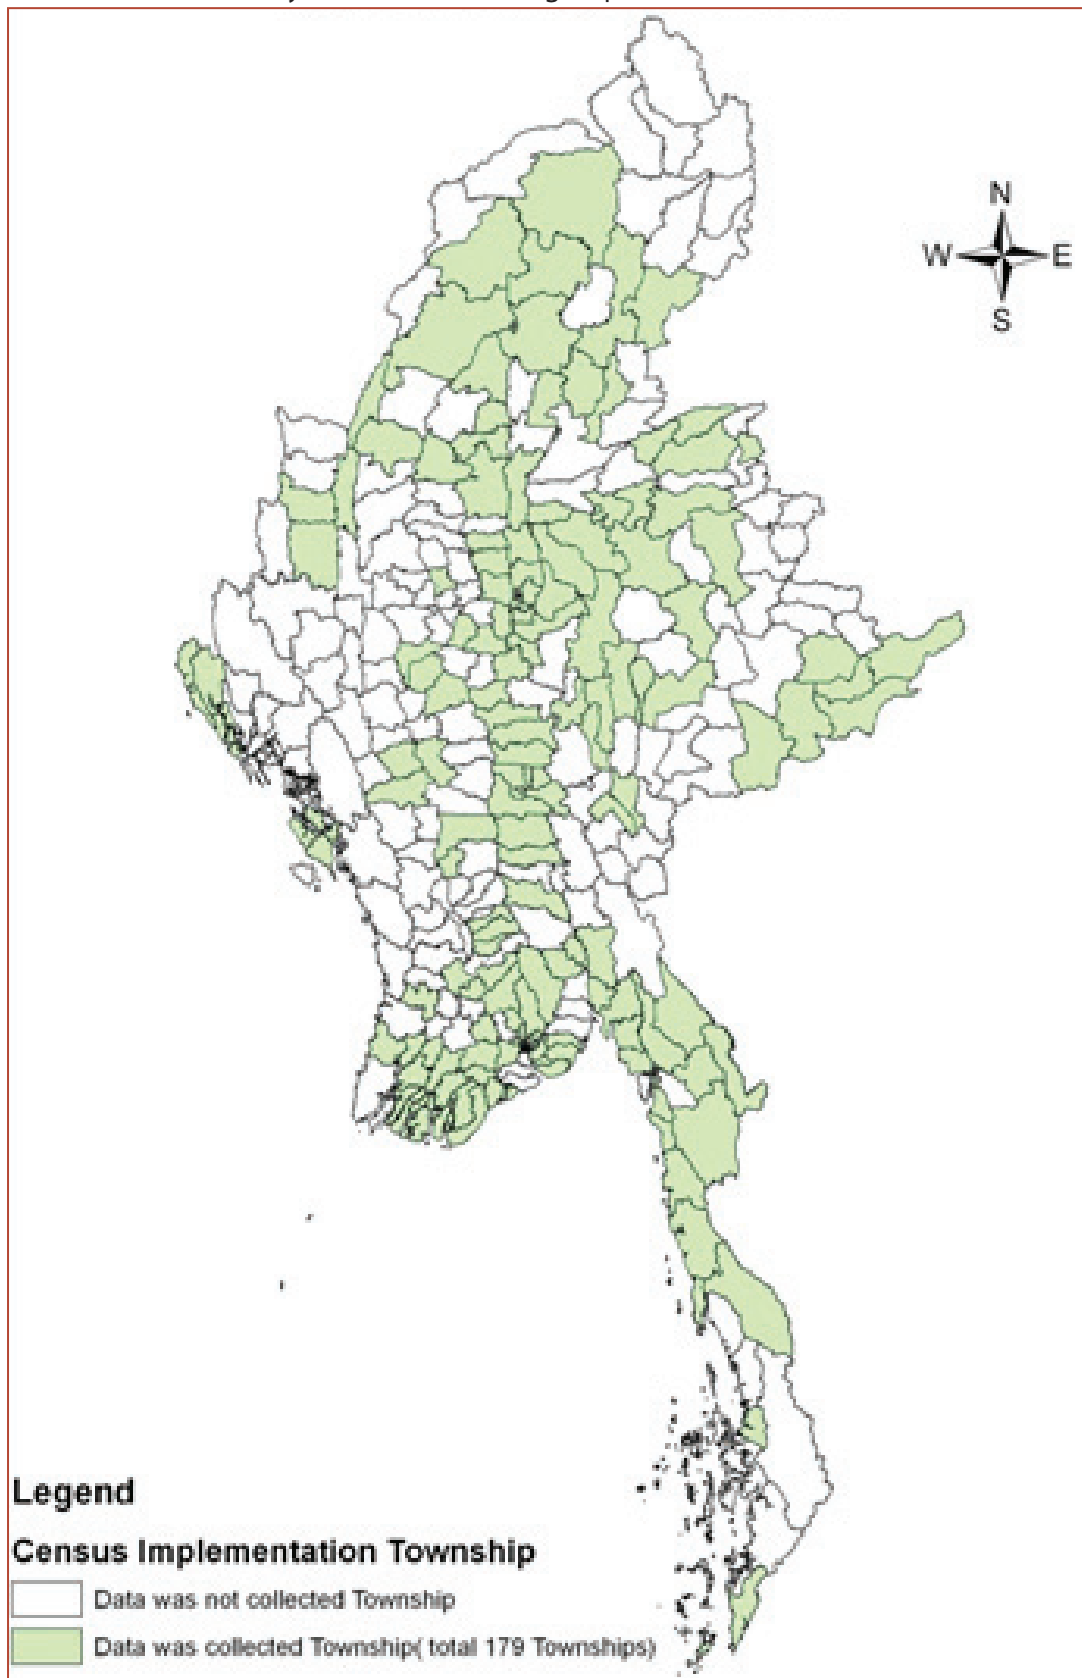 N
W E
S
Legend
Census Implementation Township
Data was not collected Township
Data was collected Township( total 179 Townships)